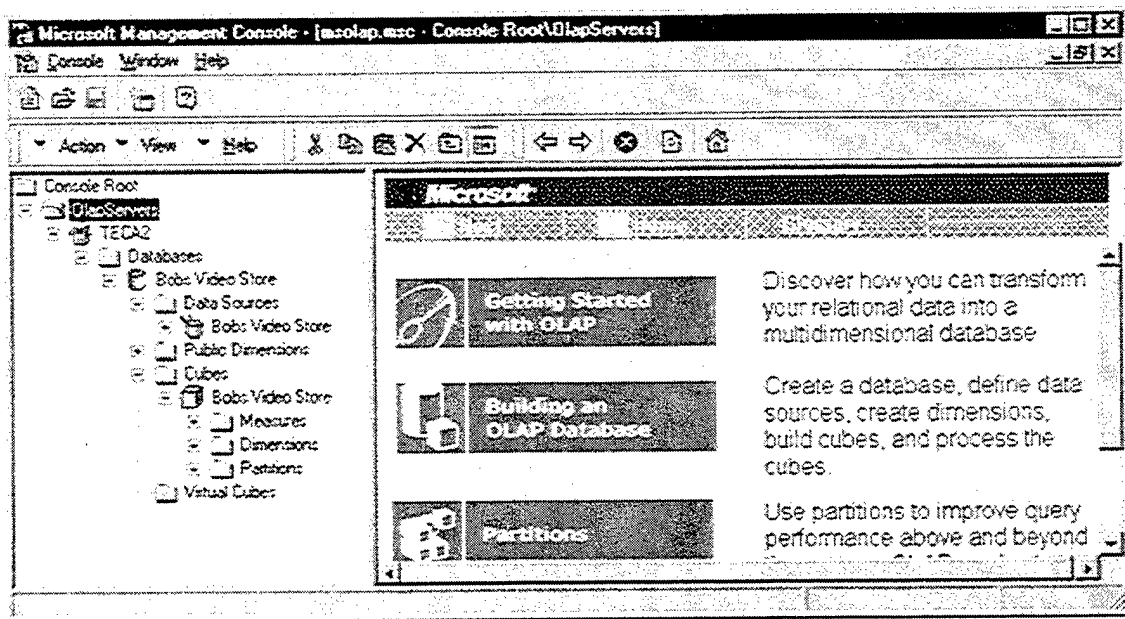 Microsoft Management Console - [msolap.msc - Console Root\OlapServers]
Console Window Help
Action View Help
Console Root
OlapServers
TECA2
Databases
Bobs Video Store
Data Sources
Bobs Video Store
Public Dimensions
Cubes
Bobs Video Store
Measures
Dimensions
Partitions
Virtual Cubes
Microsoft
Getting Started
with OLAP
Discover how you can transform
your relational data into a
multidimensional database
Building an
OLAP Database
Create a database, define data
sources, create dimensions,
build cubes, and process the
cubes.
Partitions
Use partitions to improve query
performance above and beyond